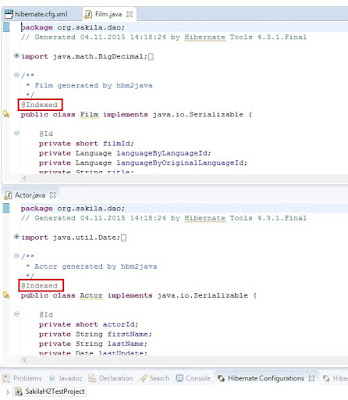 hibernate.cfg.xml
Film.java
package org.sakila.dao;
// Generated 04.11.2015 14:18:24 by Hibernate Tools 4.3.1.Final
import java.math.BigDecimal;
/**
* Film generated by hbm2java
*/
@Indexed
public class Film implements java.io.Serializable {
@Id
private short filmId;
private Language languageByLanguageId;
private Language languageByOriginalLanguageId;
private String title;
Actor.java
package org.sakila.dao;
// Generated 04.11.2015 14:18:24 by Hibernate Tools 4.3.1.Final
import java.util.Date;
/**
* Actor generated by hbm2java
*/
@Indexed
public class Actor implements java.io.Serializable {
@Id
private short actorId;
private String firstName;
private String lastName;
private Date lastUpdate;
Problems @ Javadoc Declaration Search Console Hibernate Configurations Progress
SakilaH2TestProject